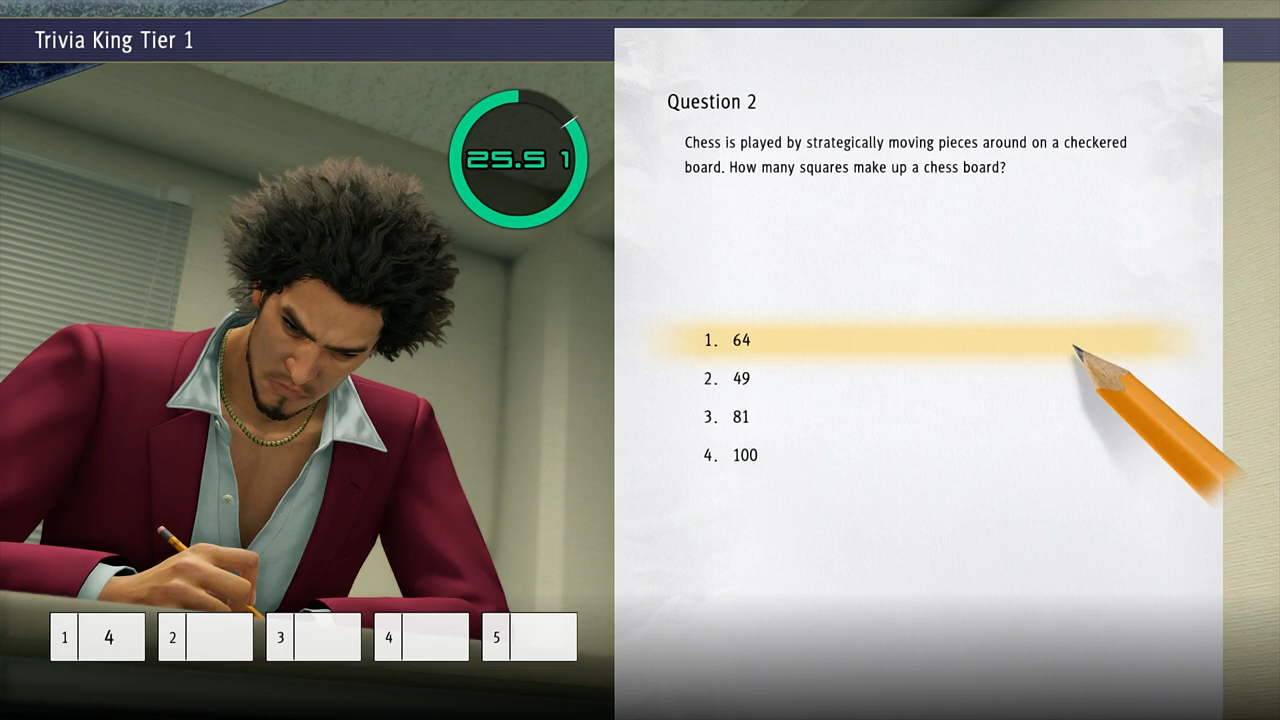 Trivia King Tier 1
25.51
Question 2
Chess is played by strategically moving pieces around on a checkered
board. How many squares make up a chess board?
1. 64
2. 49
3. 81
4. 100
1 4 2 3 4 5